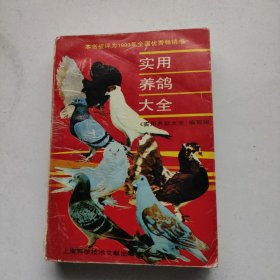 本书被评为1993年全国优秀畅销书
实用
养鸽
大全
《实用养鸽大全》编写组
上海科学技术文献出版社